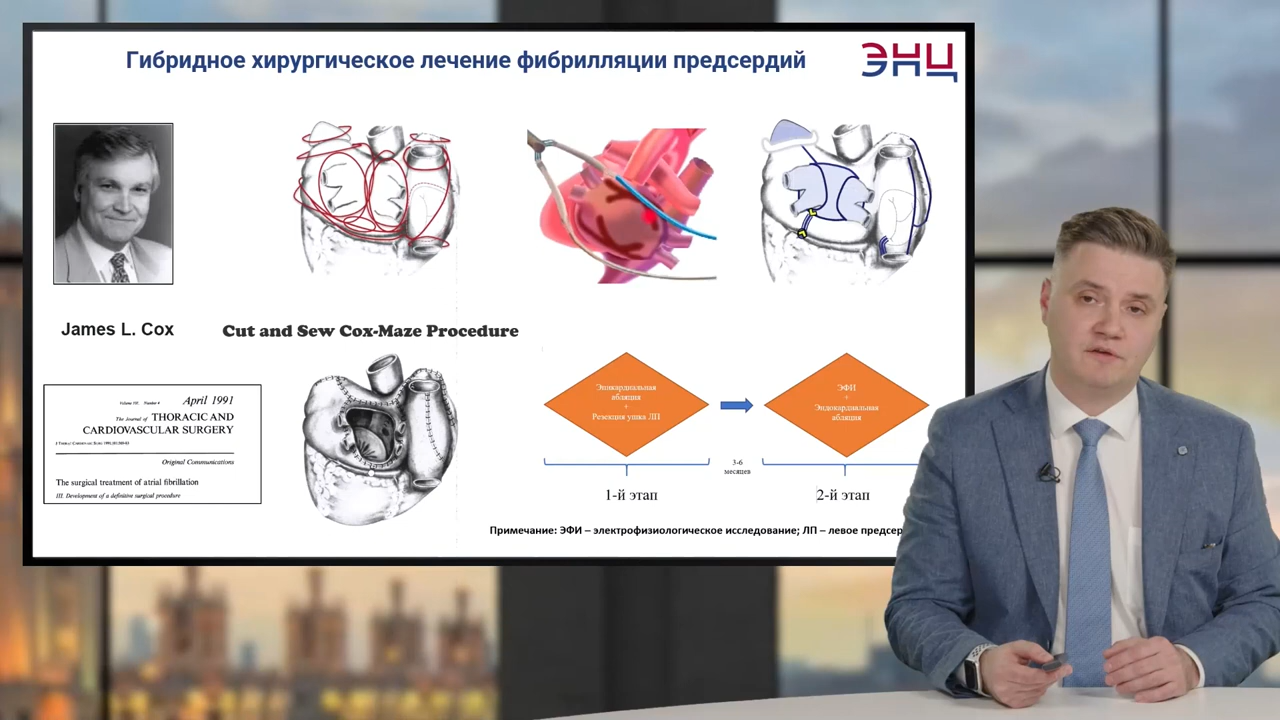 Гибридное хирургическое лечение фибрилляции предсердий
ЭНЦ
James L. Cox
Cut and Sew Cox-Maze Procedure
April 1991
The Journal of THORACIC AND
CARDIOVASCULAR SURGERY
Original Communications
The surgical treatment of atrial fibrillation
III. Development of a definitive surgical procedure
Эпикардиальная
абляция
+
Резекция ушка ЛП
ЭФИ
+
Эндокардиальная
абляция
3-6
месяцев
1-й этап
2-й этап
Примечание: ЭФИ – электрофизиологическое исследование; ЛП – левое предсер